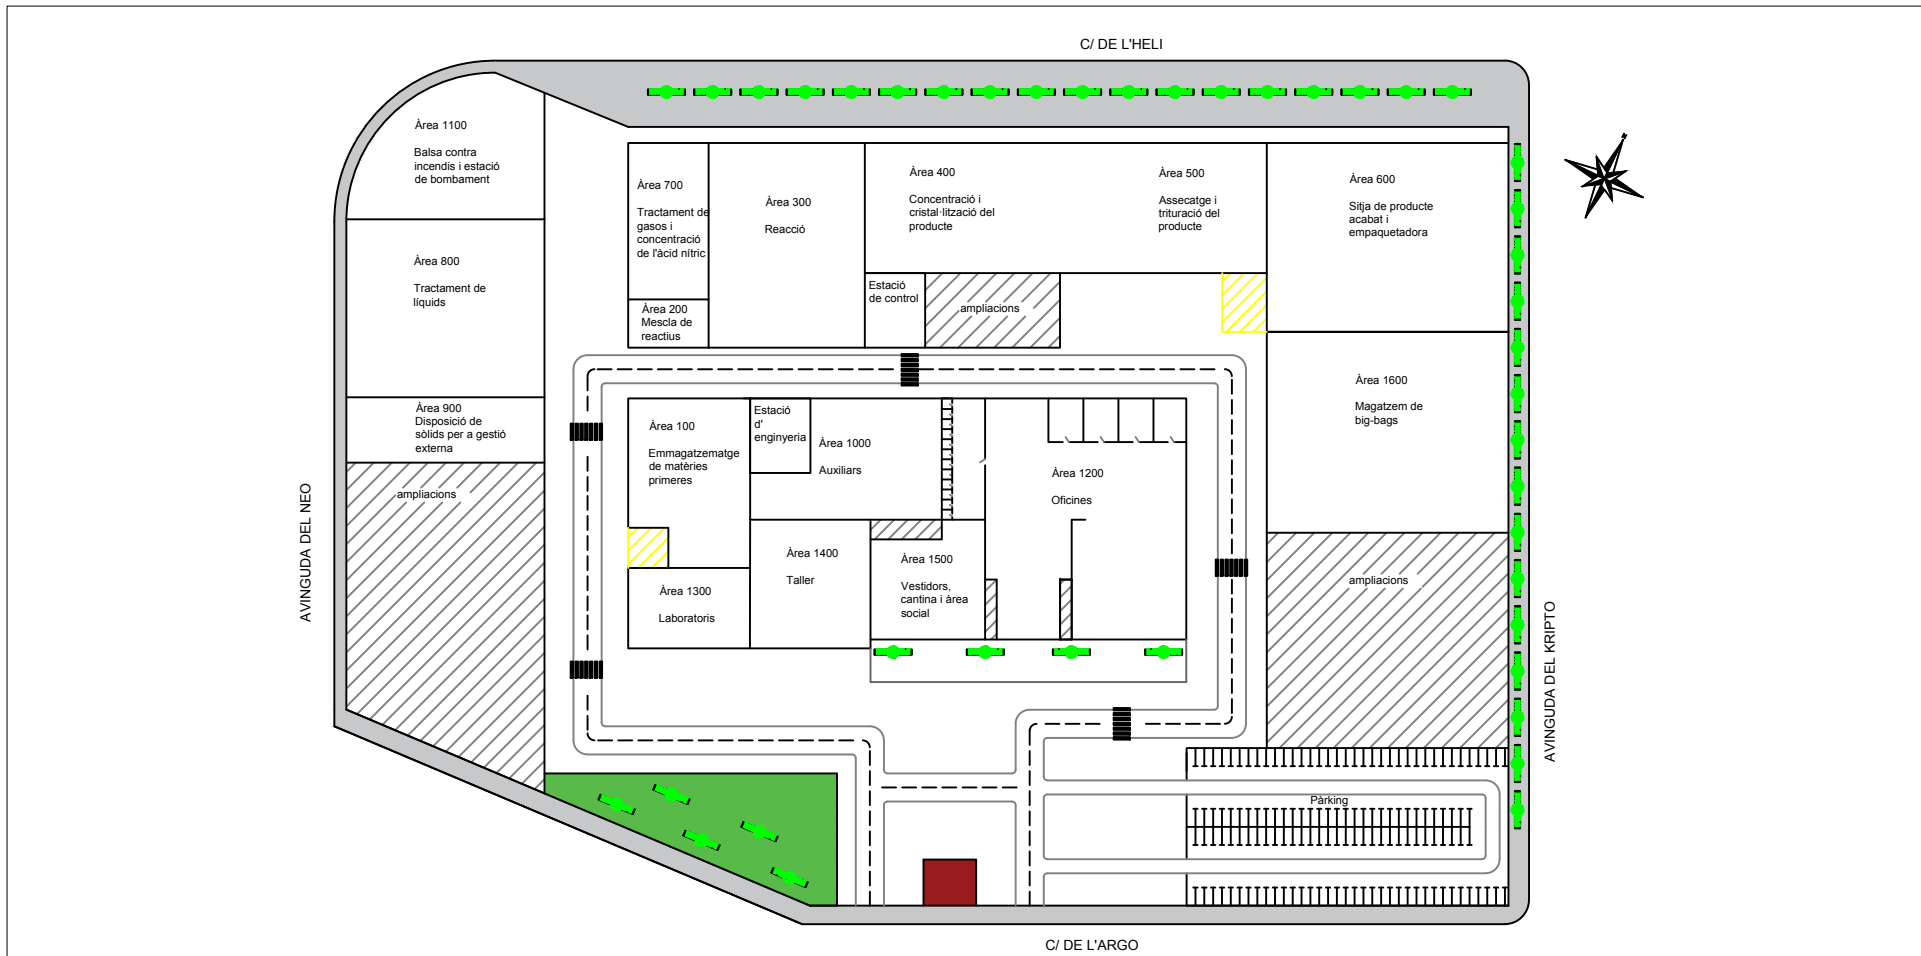 C/ DE L'HELI
Àrea 1100
Balsa contra
incendis i estació
de bombament
Àrea 700
Tractament de
gasos i
concentració
de l'àcid nítric
Àrea 300
Reacció
Àrea 400
Concentració i
cristal·lització del
producte
Àrea 500
Assecatge i
trituració del
producte
Àrea 600
Sitja de producte
acabat i
empaquetadora
Àrea 800
Tractament de
líquids
Àrea 200
Mescla de
reactius
Estació
de control
ampliacions
Àrea 900
Disposició de
sòlids per a gestió
externa
Àrea 100
Emmagatzematge
de matèries
primeres
Estació
d'
enginyeria
Àrea 1000
Auxiliars
Àrea 1200
Oficines
Àrea 1600
Magatzem de
big-bags
ampliacions
AVINGUDA DEL NEO
Àrea 1300
Laboratoris
Àrea 1400
Taller
Àrea 1500
Vestidors,
cantina i àrea
social
ampliacions
AVINGUDA DEL KRIPTO
Pàrking
C/ DE L'ARGO